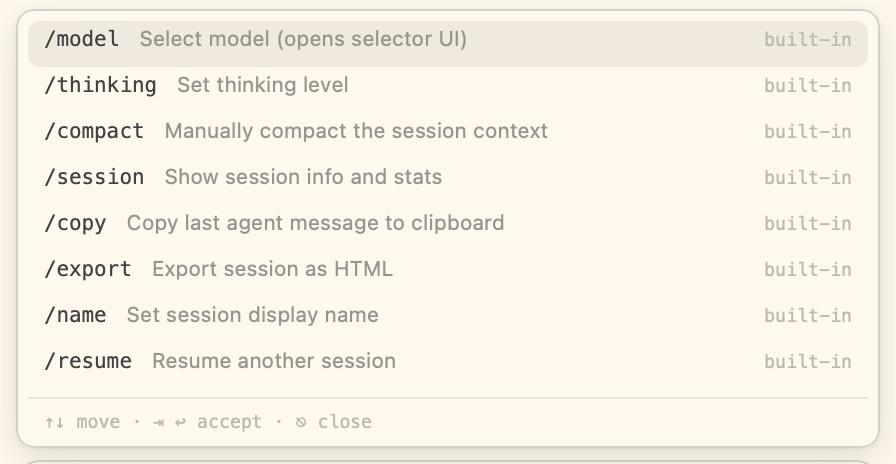 /model Select model (opens selector UI) built-in
/thinking Set thinking level built-in
/compact Manually compact the session context built-in
/session Show session info and stats built-in
/copy Copy last agent message to clipboard built-in
/export Export session as HTML built-in
/name Set session display name built-in
/resume Resume another session built-in
↑↓ move · ⇥ ↩ accept · ⎋ close